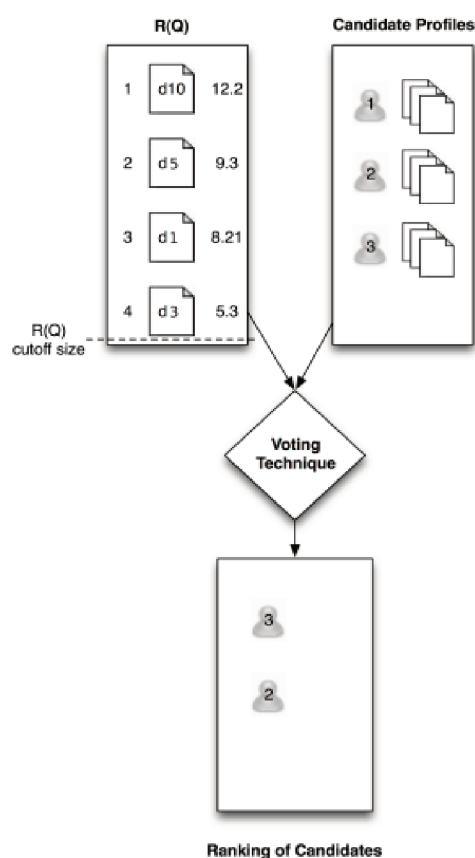 R(Q)
1 d10 12.2
2 d5 9.3
3 d1 8.21
4 d3 5.3
R(Q)
cutoff size
Candidate Profiles
1
2
3
Voting
Technique
3
2
Ranking of Candidates